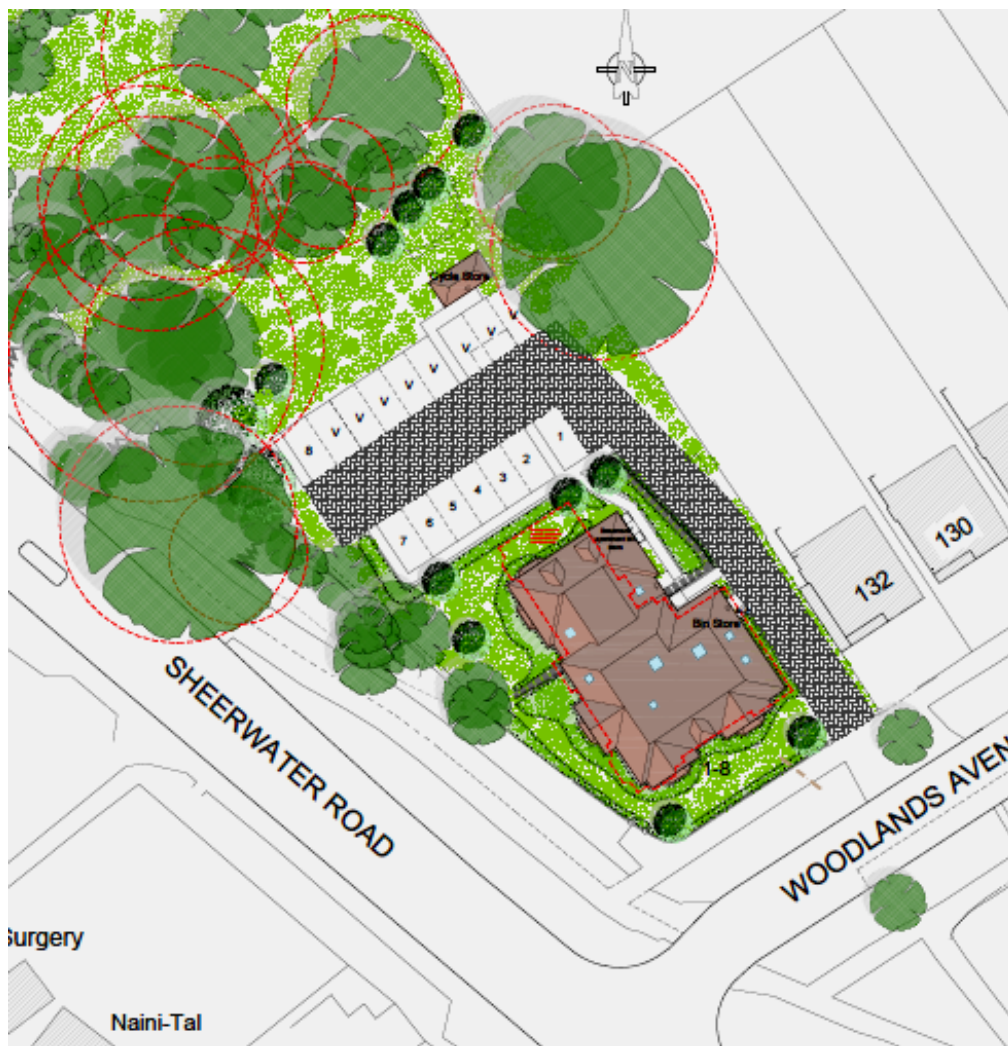 N
Cycle Store
V
V
V
V
V
V
V
V
8
1
2
3
4
5
6
7
130
132
Bin Store
1-8
SHEERWATER ROAD
WOODLANDS AVEN
Surgery
Naini-Tal